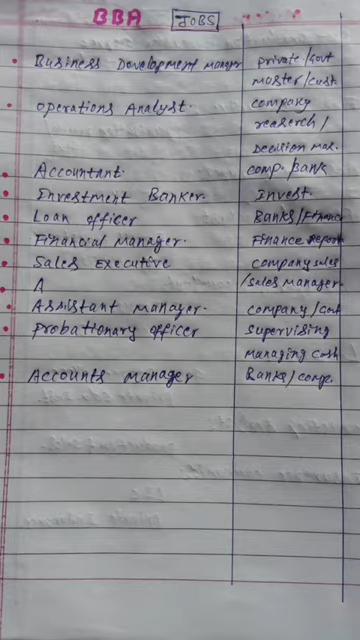 BBA JOBS
Business Development manager private/Govt
master/cust.
operations Analyst. company
reaserch/
Decision mak.
Accountant. comp./Bank
Investment Banker. Invest.
Loan officer Banks/Finance
Financial manager. Finance Report
Sales Executive company sales
A /sales manager.
Assistant manager. company/
probationary officer supervising
managing cash
Accounts manager Banks/comp.